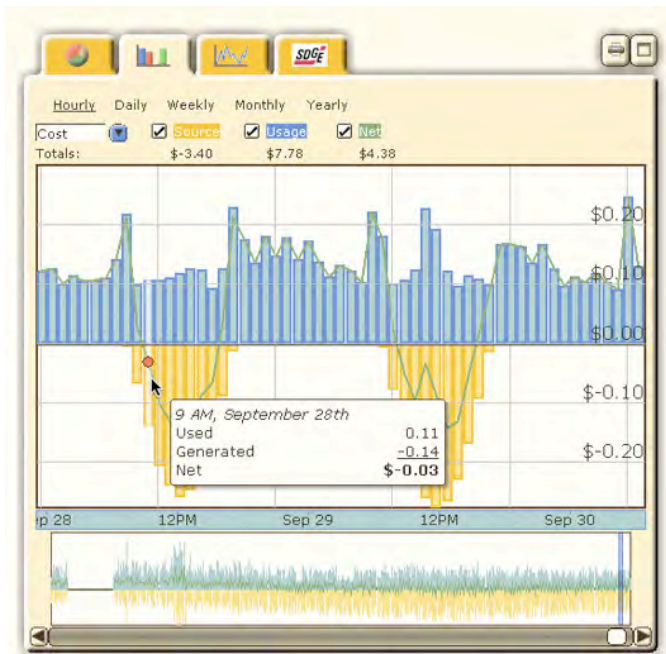 SDGE
Hourly Daily Weekly Monthly Yearly
Cost Source Usage Net
Totals: $-3.40 $7.78 $4.38
$0.20
$0.10
$0.00
$-0.10
$-0.20
9 AM, September 28th
Used 0.11
Generated -0.14
Net $-0.03
ep 28 12PM Sep 29 12PM Sep 30